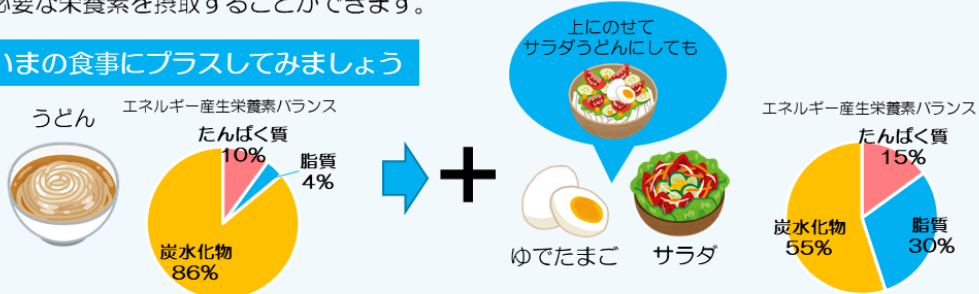 必要な栄養素を摂取することができます。
いまの食事にプラスしてみましょう
うどん
エネルギー産生栄養素バランス
たんぱく質
10%
脂質
4%
炭水化物
86%
+
上にのせて
サラダうどんにしても
ゆでたまご
サラダ
エネルギー産生栄養素バランス
たんぱく質
15%
脂質
30%
炭水化物
55%